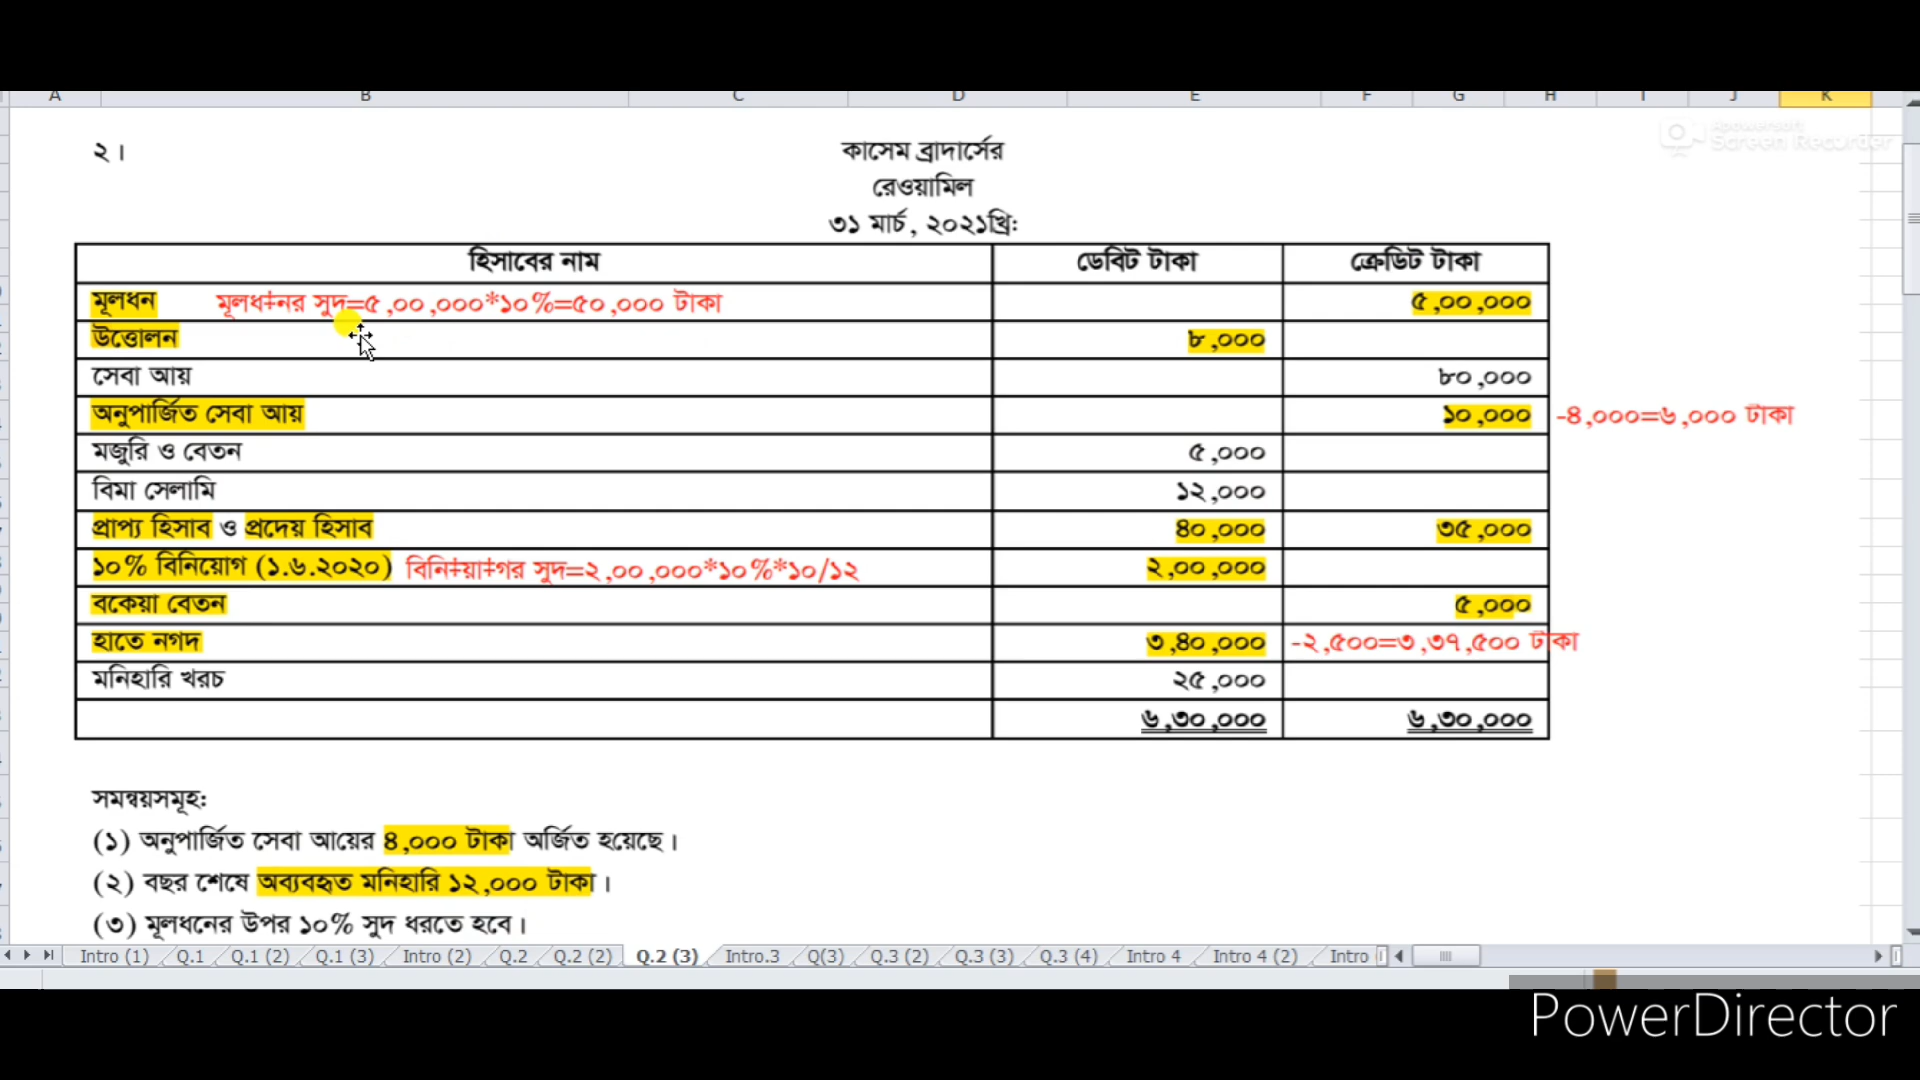 A B C D E F G H I J K
Apowersoft
Screen Recorder
২। কাসেম ব্রাদার্সের
রেওয়ামিল
৩১ মার্চ, ২০২১খ্রি:
হিসাবের নাম ডেবিট টাকা ক্রেডিট টাকা
মূলধন মূলধ‡নর সুদ=৫,০০,০০০*১০%=৫০,০০০ টাকা ৫,০০,০০০
উত্তোলন ৮,০০০
সেবা আয় ৮০,০০০
অনুপার্জিত সেবা আয় ১০,০০০ -৪,০০০=৬,০০০ টাকা
মজুরি ও বেতন ৫,০০০
বিমা সেলামি ১২,০০০
প্রাপ্য হিসাব ও প্রদেয় হিসাব ৪০,০০০ ৩৫,০০০
১০% বিনিয়োগ (১.৬.২০২০) বিনি‡য়া‡গর সুদ=২,০০,০০০*১০%*১০/১২ ২,০০,০০০
বকেয়া বেতন ৫,০০০
হাতে নগদ ৩,৪০,০০০ -২,৫০০=৩,৩৭,৫০০ টাকা
মনিহারি খরচ ২৫,০০০
৬,৩০,০০০ ৬,৩০,০০০
সমন্বয়সমূহ:
(১) অনুপার্জিত সেবা আয়ের ৪,০০০ টাকা অর্জিত হয়েছে।
(২) বছর শেষে অব্যবহৃত মনিহারি ১২,০০০ টাকা।
(৩) মূলধনের উপর ১০% সুদ ধরতে হবে।
Intro (1) Q.1 Q.1 (2) Q.1 (3) Intro (2) Q.2 Q.2 (2) Q.2 (3) Intro.3 Q(3) Q.3 (2) Q.3 (3) Q.3 (4) Intro 4 Intro 4 (2) Intro
PowerDirector